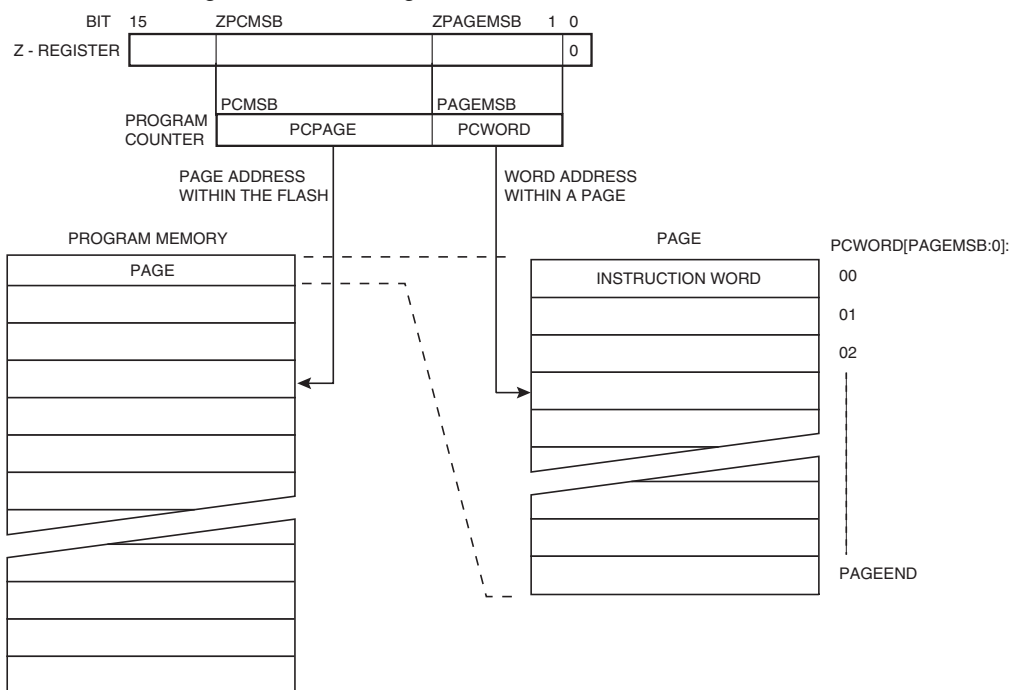 BIT 15 ZPCMSB ZPAGEMSB 1 0
Z - REGISTER 0
PCMSB PAGEMSB
PROGRAM
COUNTER
PCPAGE PCWORD
PAGE ADDRESS
WITHIN THE FLASH
WORD ADDRESS
WITHIN A PAGE
PROGRAM MEMORY
PAGE
PAGE
PCWORD[PAGEMSB:0]:
INSTRUCTION WORD
00
01
02
PAGEEND